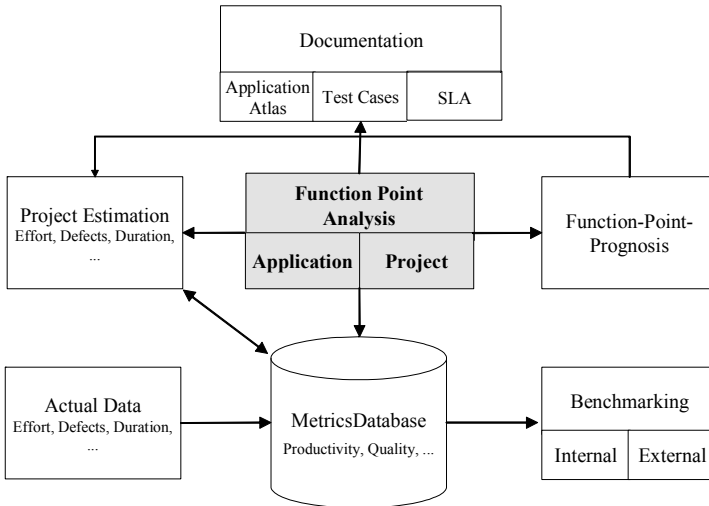 Documentation
Application
Atlas
Test Cases
SLA
Project Estimation
Effort, Defects, Duration,
...
Function Point
Analysis
Application
Project
Function-Point-
Prognosis
Actual Data
Effort, Defects, Duration,
...
MetricsDatabase
Productivity, Quality, ...
Benchmarking
Internal
External